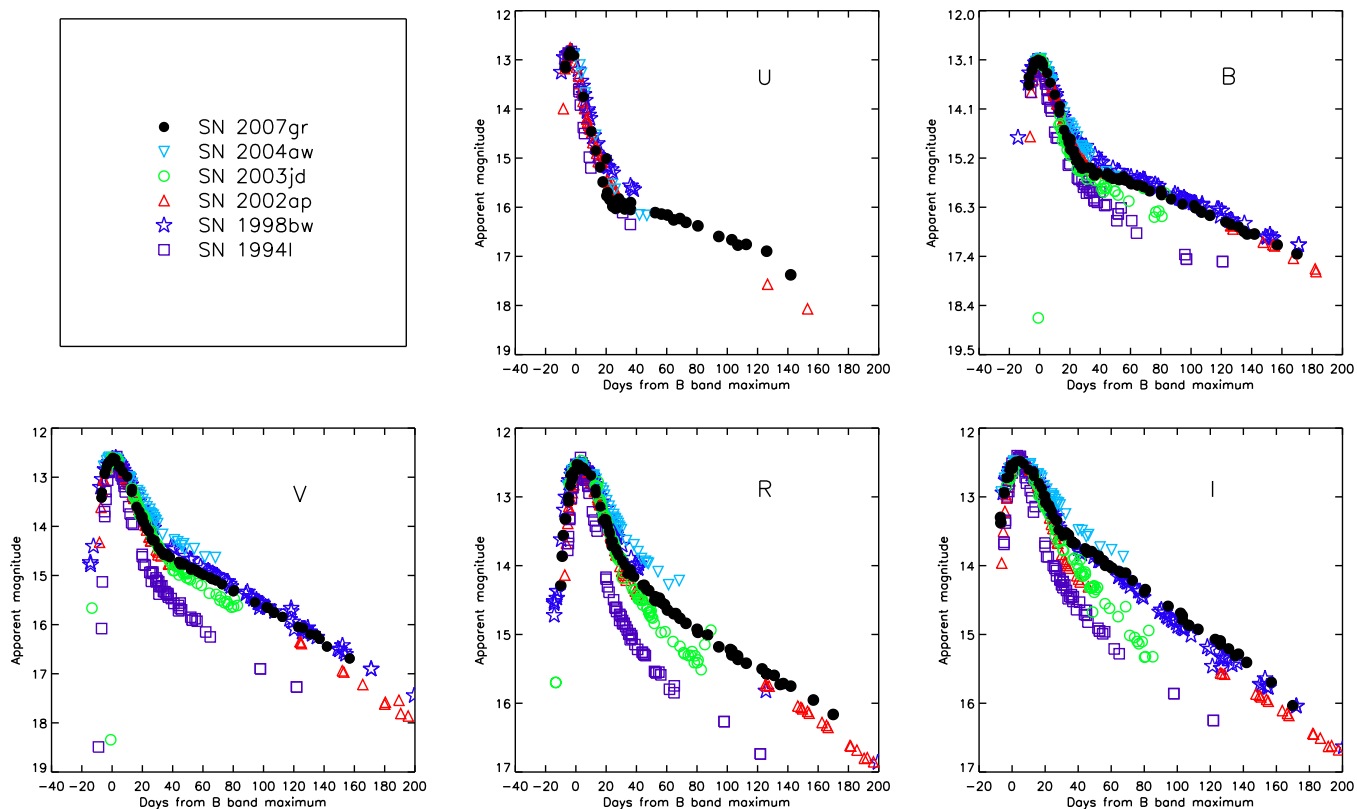 SN 2007gr
SN 2004aw
SN 2003jd
SN 2002ap
SN 1998bw
SN 1994I
U
Apparent magnitude
12
13
14
15
16
17
18
19
-40 -20 0 20 40 60 80 100 120 140 160 180 200
Days from B band maximum
B
Apparent magnitude
12.0
13.1
14.1
15.2
16.3
17.4
18.4
19.5
-40 -20 0 20 40 60 80 100 120 140 160 180 200
Days from B band maximum
V
Apparent magnitude
12
13
14
15
16
17
18
19
-40 -20 0 20 40 60 80 100 120 140 160 180 200
Days from B band maximum
R
Apparent magnitude
12
13
14
15
16
17
-40 -20 0 20 40 60 80 100 120 140 160 180 200
Days from B band maximum
I
Apparent magnitude
12
13
14
15
16
17
-40 -20 0 20 40 60 80 100 120 140 160 180 200
Days from B band maximum